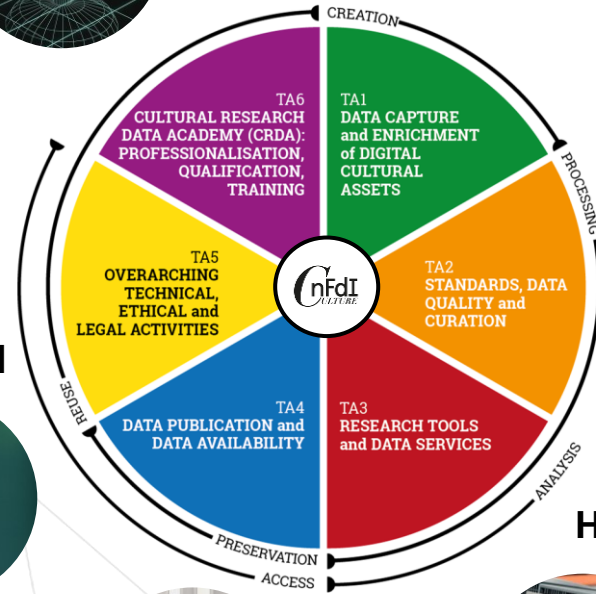 CREATION
TA6
CULTURAL RESEARCH
DATA ACADEMY (CRDA):
PROFESSIONALISATION,
QUALIFICATION,
TRAINING
TA1
DATA CAPTURE
and ENRICHMENT
of DIGITAL
CULTURAL
ASSETS
PROCESSING
TA5
OVERARCHING
TECHNICAL,
ETHICAL and
LEGAL ACTIVITIES
nFdI
CULTURE
TA2
STANDARDS, DATA
QUALITY and
CURATION
REUSE
TA4
DATA PUBLICATION and
DATA AVAILABILITY
TA3
RESEARCH TOOLS
and DATA SERVICES
ANALYSIS
PRESERVATION
ACCESS
H